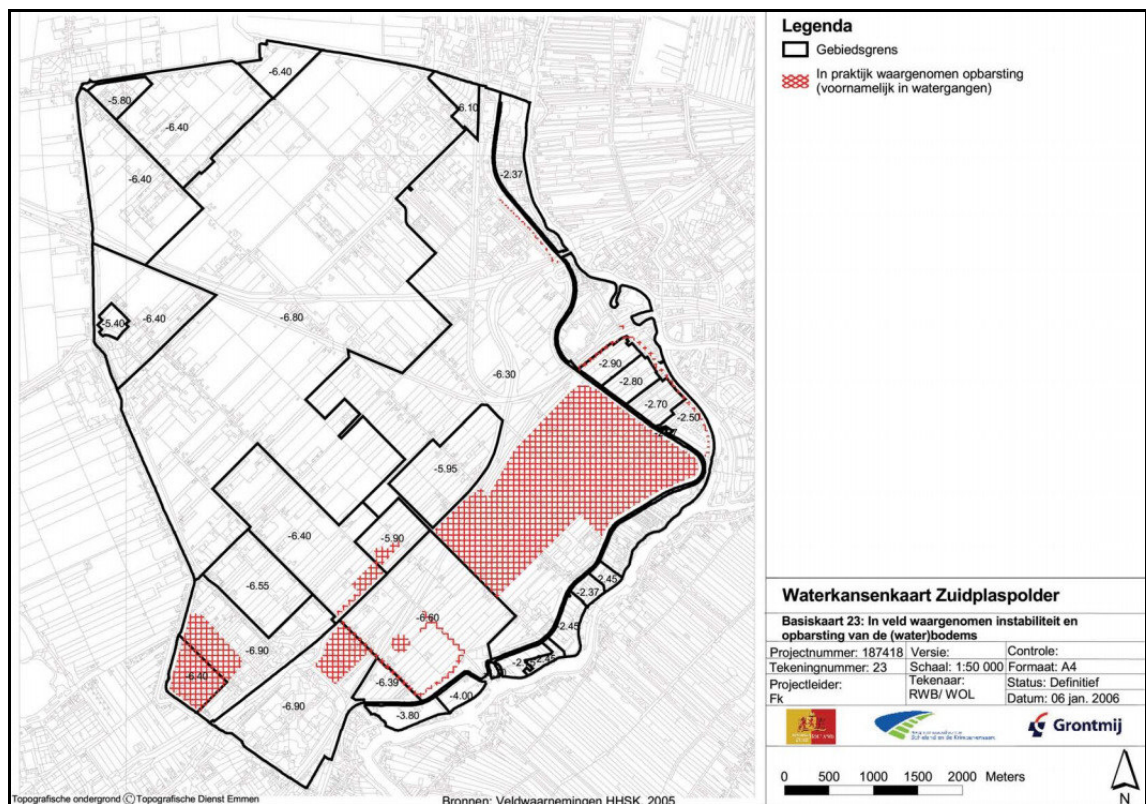 -6.40
-5.80
-6.40
-6.10
-6.40
-2.37
-6.40
-5.40
-6.80
-6.30
-2.90
-2.80
-2.70
-2.50
-5.95
-6.40
-5.90
-6.55
-2.45
-2.37
-6.60
-2.45
-6.90
-6.40
-6.39
-2.45
-4.00
-6.90
-3.80
Topografische ondergrond © Topografische Dienst Emmen
Bronnen: Veldwaarnemingen HHSK, 2005
Legenda
Gebiedsgrens
In praktijk waargenomen opbarsting
(voornamelijk in watergangen)
Waterkansenkaart Zuidplaspolder
Basiskaart 23: In veld waargenomen instabiliteit en
opbarsting van de (water)bodems
Projectnummer: 187418 Versie: Controle:
Tekeningnummer: 23 Schaal: 1:50 000 Formaat: A4
Projectleider: Tekenaar: Status: Definitief
Fk RWB/ WOL Datum: 06 jan. 2006
Grontmij
0 500 1000 1500 2000 Meters
N